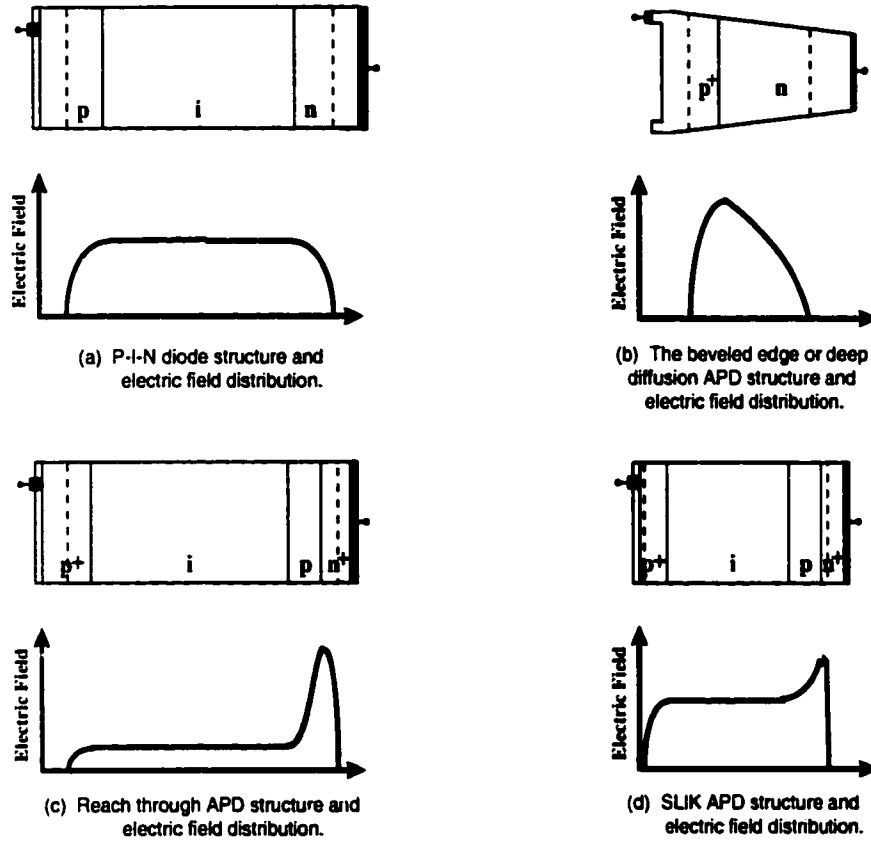 p i n
p+ n
Electric Field
Electric Field
(a) P-I-N diode structure and
electric field distribution.
(b) The beveled edge or deep
diffusion APD structure and
electric field distribution.
p+ i p n+
p+ i p n+
Electric Field
Electric Field
(c) Reach through APD structure and
electric field distribution.
(d) SLIK APD structure and
electric field distribution.